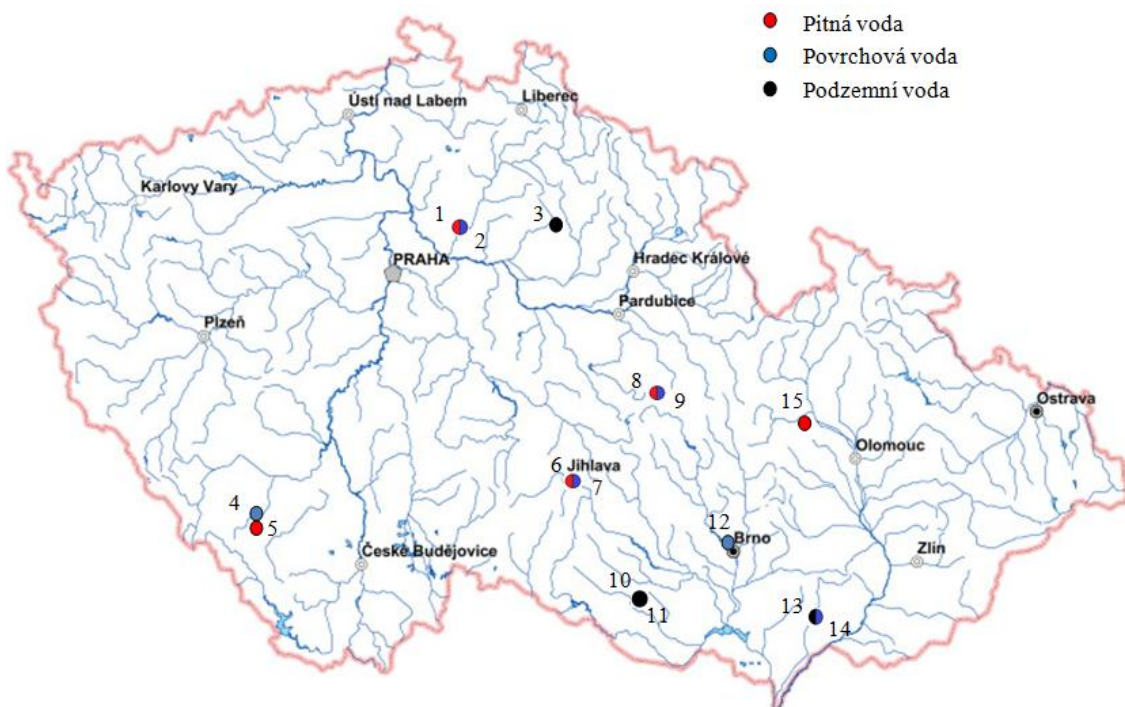 Pitná voda
Povrchová voda
Podzemní voda
Ústí nad Labem
Liberec
Karlovy Vary
1
2
3
PRAHA
Hradec Králové
Pardubice
Plzeň
8
9
15
Ostrava
Olomouc
6 Jihlava
7
4
5
12
Brno
České Budějovice
Zlín
10
11
13
14